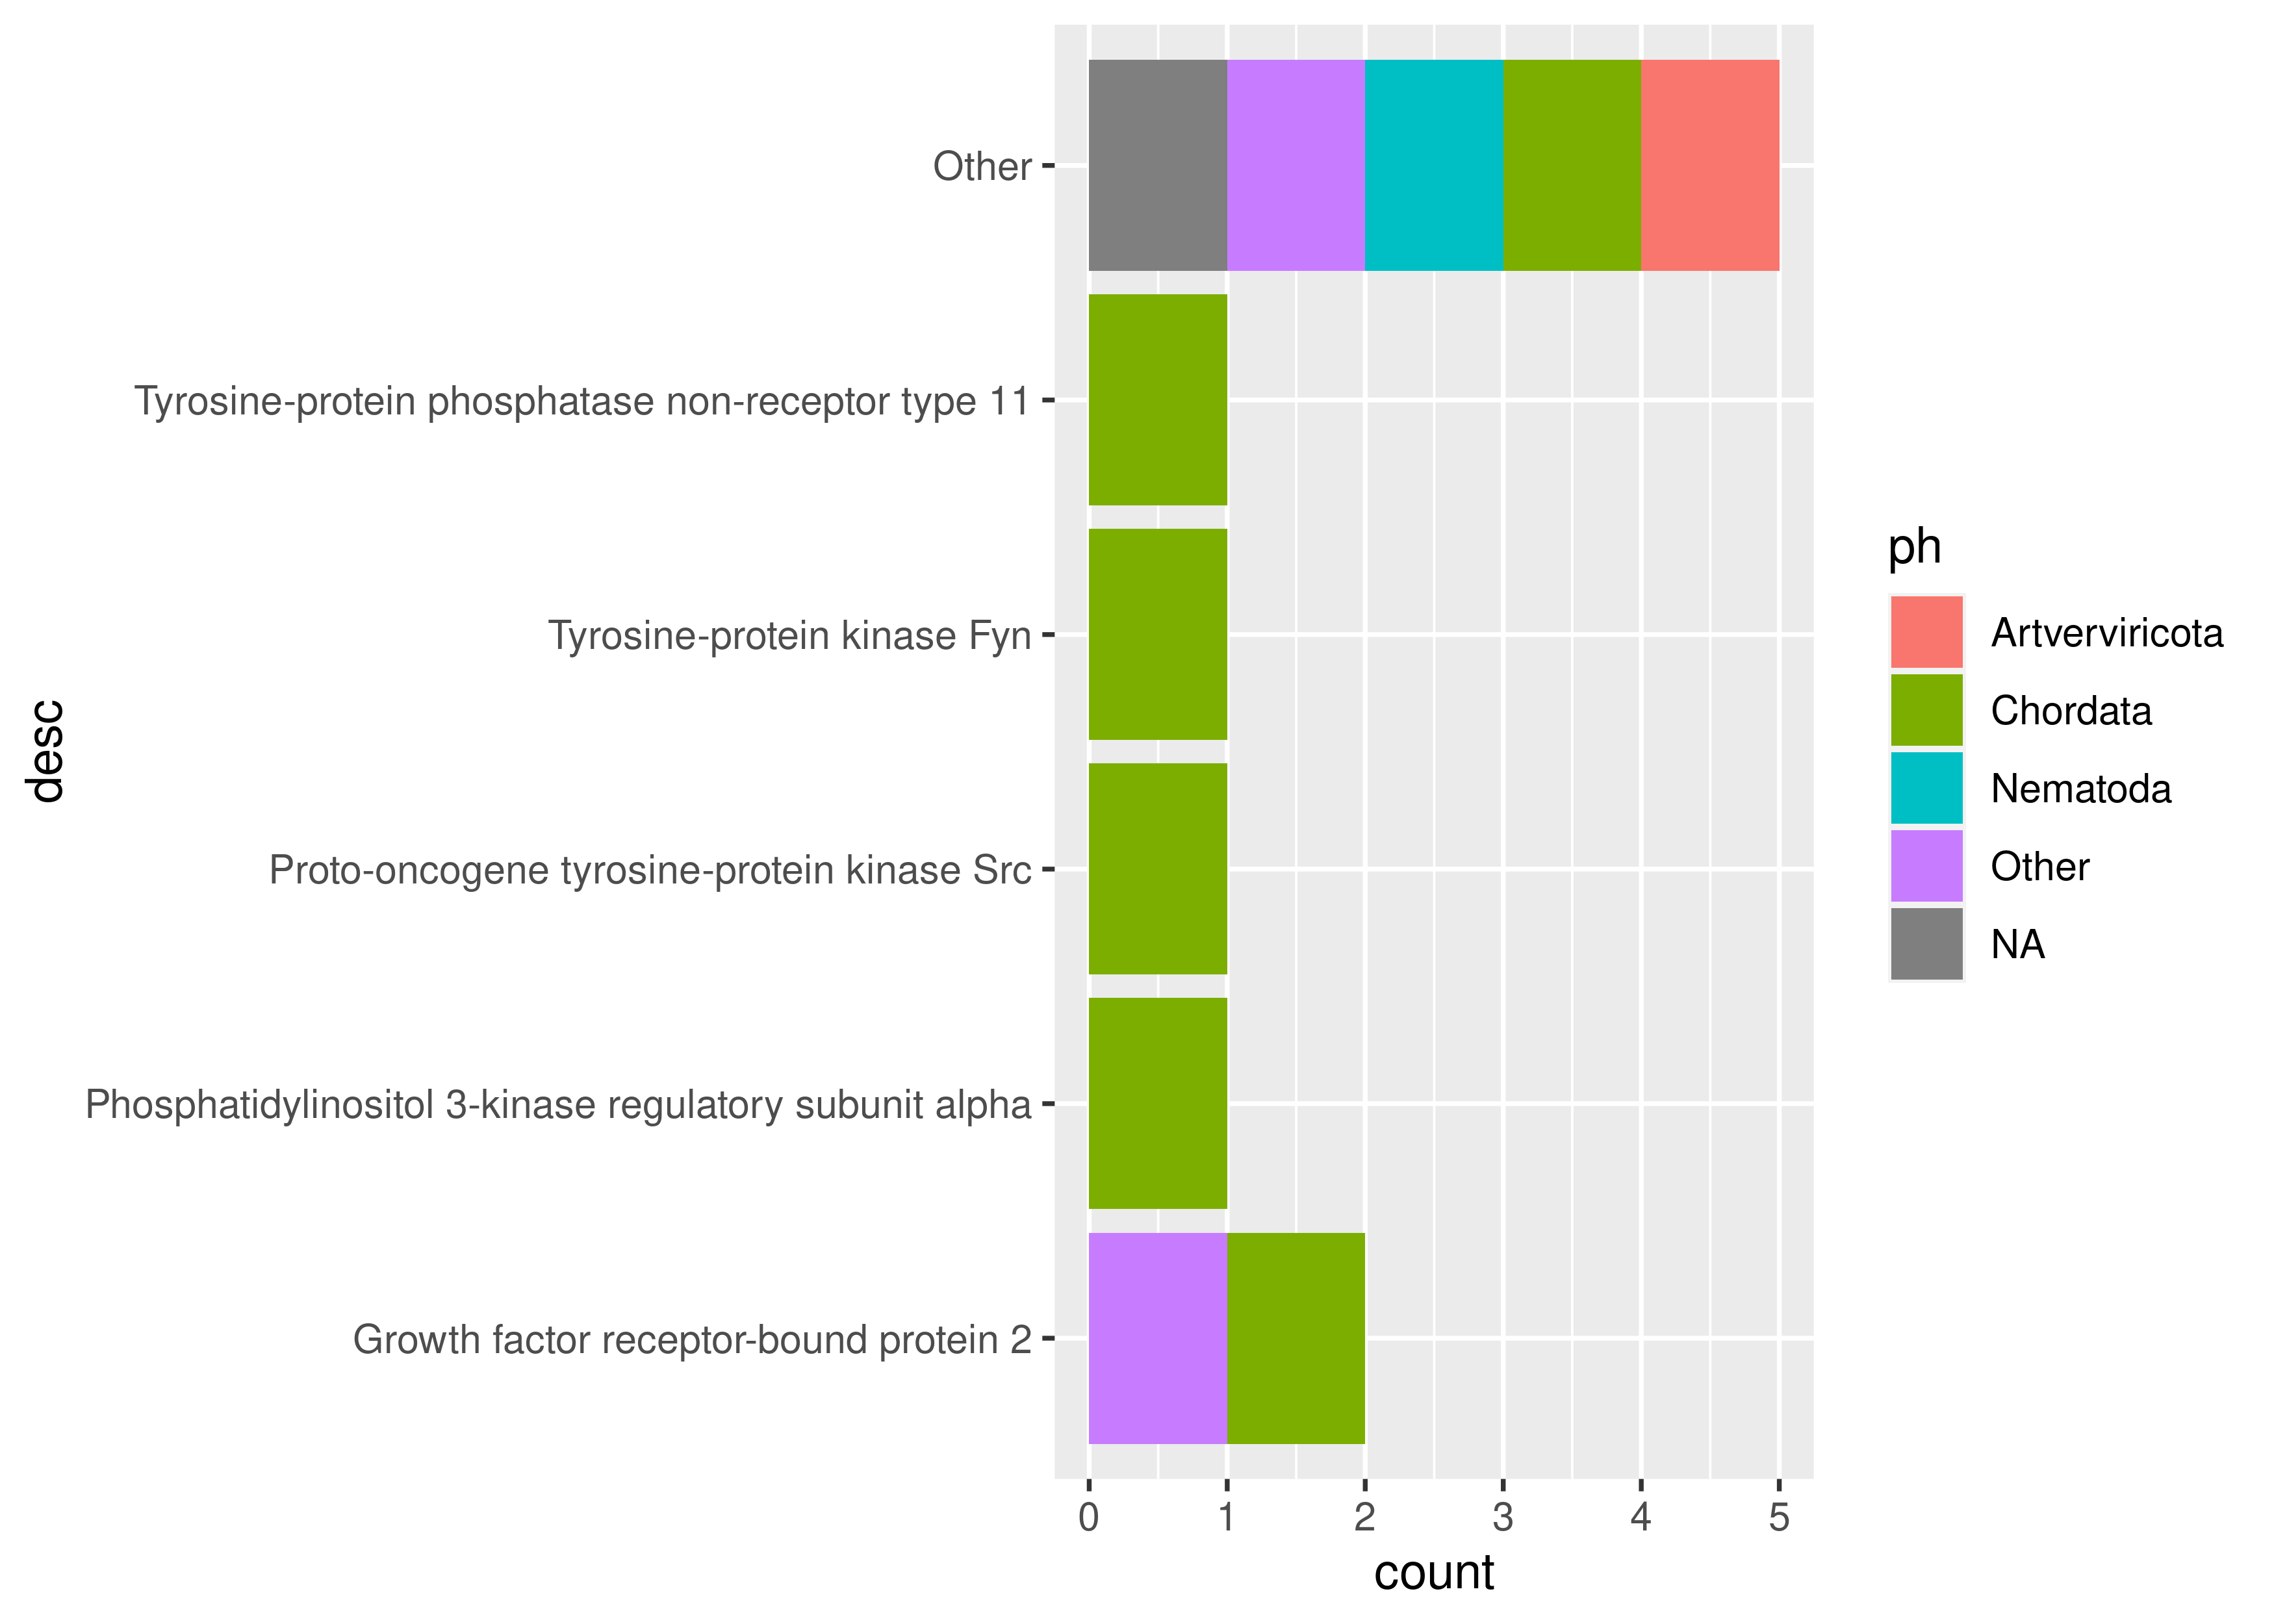 Other
Tyrosine-protein phosphatase non-receptor type 11
Tyrosine-protein kinase Fyn
Proto-oncogene tyrosine-protein kinase Src
Phosphatidylinositol 3-kinase regulatory subunit alpha
Growth factor receptor-bound protein 2
desc
0 1 2 3 4 5
count
ph
Artverviricota
Chordata
Nematoda
Other
NA